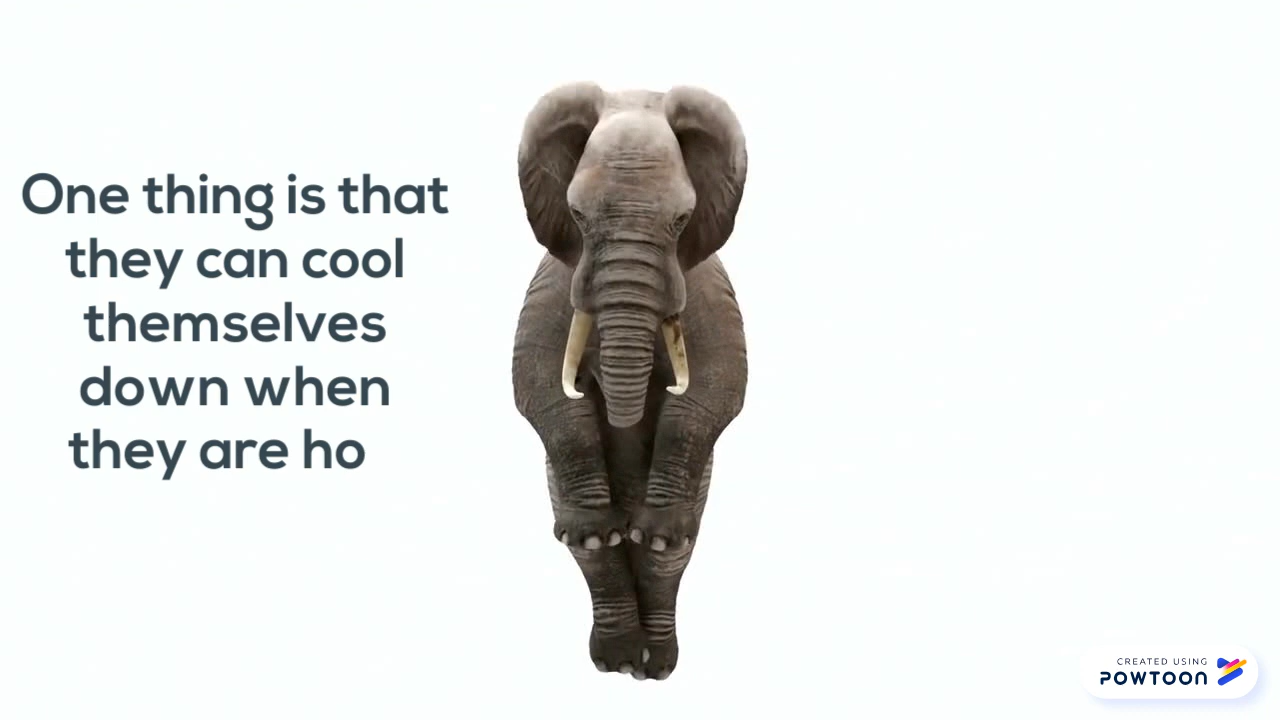 One thing is that
they can cool
themselves
down when
they are ho
CREATED USING
POWTOON